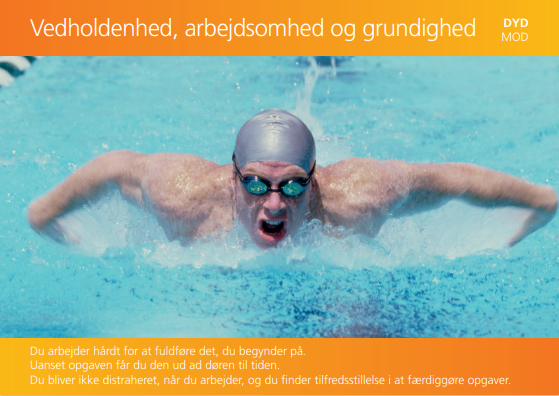 Vedholdenhed, arbejdsomhed og grundighed
DYD
MOD
Du arbejder hårdt for at fuldføre det, du begynder på.
Uanset opgaven får du den ud ad døren til tiden.
Du bliver ikke distraheret, når du arbejder, og du finder tilfredsstillelse i at færdiggøre opgaver.